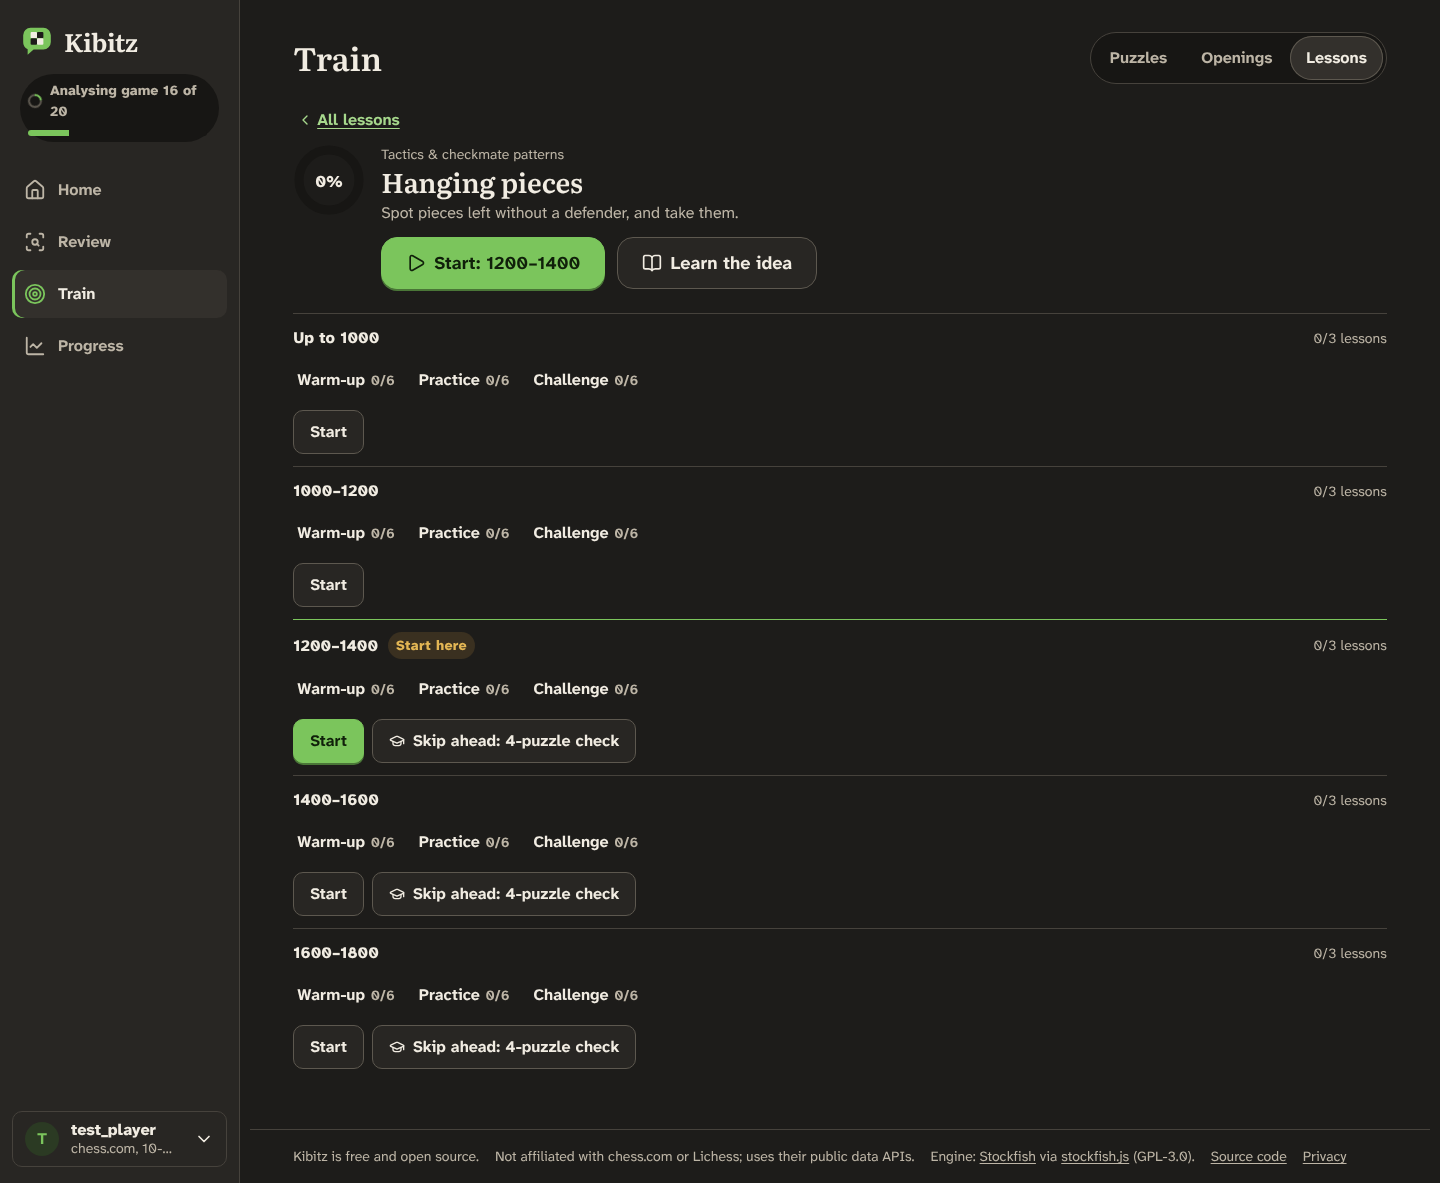 Kibitz
Analysing game 16 of
20
Home
Review
Train
Progress
test_player
chess.com, 10-...
T
Train
Puzzles
Openings
Lessons
All lessons
0%
Tactics & checkmate patterns
Hanging pieces
Spot pieces left without a defender, and take them.
Start: 1200–1400
Learn the idea
Up to 1000
0/3 lessons
Warm-up 0/6 Practice 0/6 Challenge 0/6
Start
1000–1200
0/3 lessons
Warm-up 0/6 Practice 0/6 Challenge 0/6
Start
1200–1400 Start here
0/3 lessons
Warm-up 0/6 Practice 0/6 Challenge 0/6
Start
Skip ahead: 4-puzzle check
1400–1600
0/3 lessons
Warm-up 0/6 Practice 0/6 Challenge 0/6
Start
Skip ahead: 4-puzzle check
1600–1800
0/3 lessons
Warm-up 0/6 Practice 0/6 Challenge 0/6
Start
Skip ahead: 4-puzzle check
Kibitz is free and open source. Not affiliated with chess.com or Lichess; uses their public data APIs. Engine: Stockfish via stockfish.js (GPL-3.0). Source code Privacy